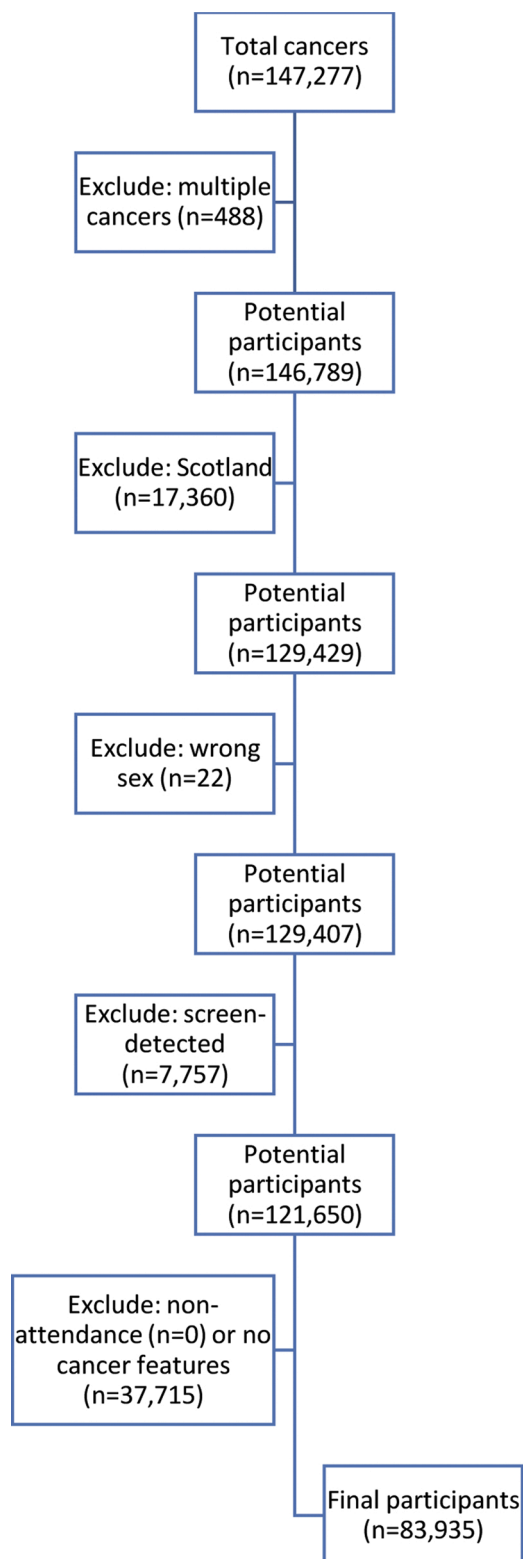 Total cancers
(n=147,277)
Exclude: multiple
cancers (n=488)
Potential
participants
(n=146,789)
Exclude: Scotland
(n=17,360)
Potential
participants
(n=129,429)
Exclude: wrong
sex (n=22)
Potential
participants
(n=129,407)
Exclude: screen-
detected
(n=7,757)
Potential
participants
(n=121,650)
Exclude: non-
attendance (n=0) or no
cancer features
(n=37,715)
Final participants
(n=83,935)